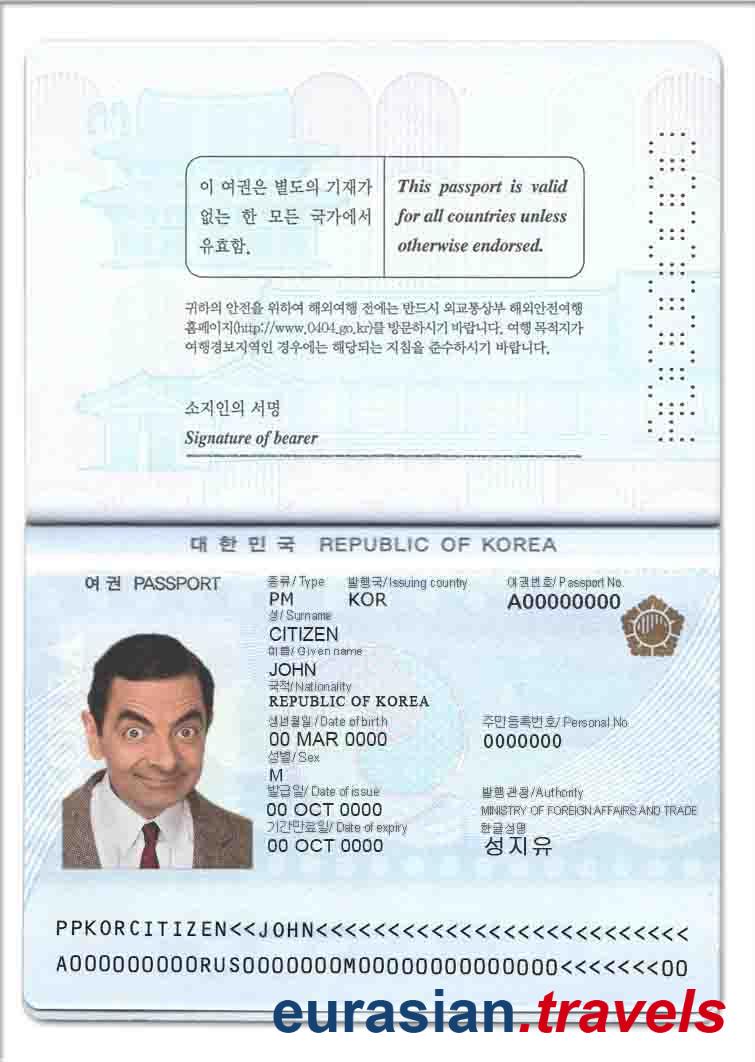 이 여권은 별도의 기재가
없는 한 모든 국가에서
유효함.
This passport is valid
for all countries unless
otherwise endorsed.
귀하의 안전을 위하여 해외여행 전에는 반드시 외교통상부 해외안전여행
홈페이지(http://www.0404.go.kr)를 방문하시기 바랍니다. 여행 목적지가
여행경보지역인 경우에는 해당되는 지침을 준수하시기 바랍니다.
소지인의 서명
Signature of bearer
대한민국 REPUBLIC OF KOREA
여권 PASSPORT
종류/Type 발행국/Issuing country 여권번호/Passport No.
PM KOR A00000000
성/Surname
CITIZEN
이름/Given name
JOHN
국적/Nationality
REPUBLIC OF KOREA
생년월일/Date of birth 주민등록번호/Personal No
00 MAR 0000 0000000
성별/Sex
M
발급일/Date of issue 발행관청/Authority
00 OCT 0000 MINISTRY OF FOREIGN AFFAIRS AND TRADE
기간만료일/Date of expiry 한글성명
00 OCT 0000 성지유
PPKORCITIZEN<<JOHN<<<<<<<<<<<<<<<<<<<<<<<<<<
A000000000RUS0000000M00000000000000<<<<<<<00
eurasian.travels